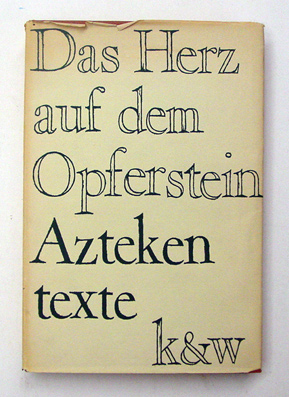 Das Herz
auf dem
Opferstein
Azteken
texte
k&w